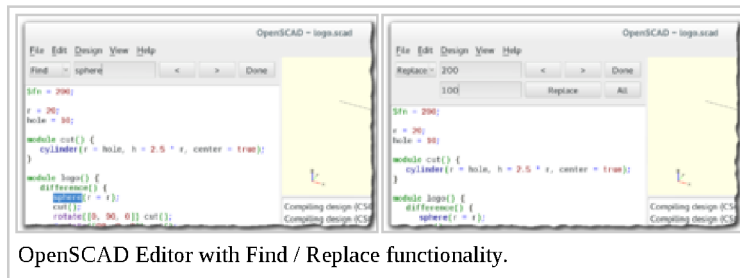 OpenSCAD - logo.scad
File Edit Design View Help
Find sphere < > Done
$fn = 200;
r = 20;
hole = 10;
module cut() {
cylinder(r = hole, h = 2.5 * r, center = true);
}
module logo() {
difference() {
sphere(r = r);
cut();
rotate([0, 90, 0]) cut();
Compiling design (CSG
Compiling design (CSG
OpenSCAD - logo.scad
File Edit Design View Help
Replace 200 < > Done
100 Replace All
$fn = 200;
r = 20;
hole = 10;
module cut() {
cylinder(r = hole, h = 2.5 * r, center = true);
}
module logo() {
difference() {
sphere(r = r);
Compiling design (CSG
Compiling design (CSG
OpenSCAD Editor with Find / Replace functionality.